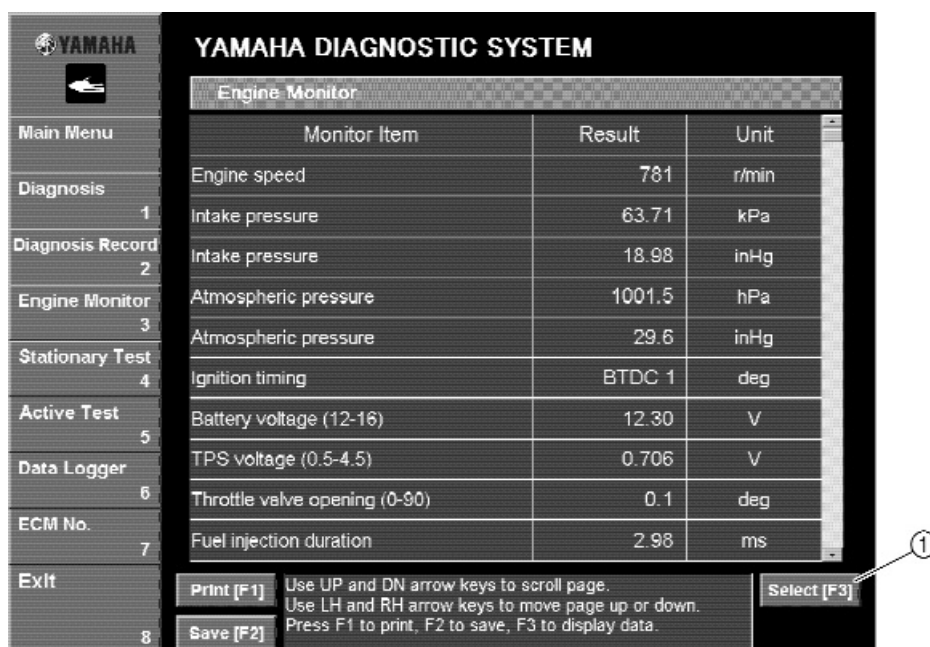 YAMAHA
YAMAHA DIAGNOSTIC SYSTEM
Engine Monitor
Main Menu
Diagnosis
1
Diagnosis Record
2
Engine Monitor
3
Stationary Test
4
Active Test
5
Data Logger
6
ECM No.
7
Exit
8
Monitor Item Result Unit
Engine speed 781 r/min
Intake pressure 63.71 kPa
Intake pressure 18.98 inHg
Atmospheric pressure 1001.5 hPa
Atmospheric pressure 29.6 inHg
Ignition timing BTDC 1 deg
Battery voltage (12-16) 12.30 V
TPS voltage (0.5-4.5) 0.706 V
Throttle valve opening (0-90) 0.1 deg
Fuel injection duration 2.98 ms
Print [F1]
Save [F2]
Use UP and DN arrow keys to scroll page.
Use LH and RH arrow keys to move page up or down.
Press F1 to print, F2 to save, F3 to display data.
Select [F3]
①